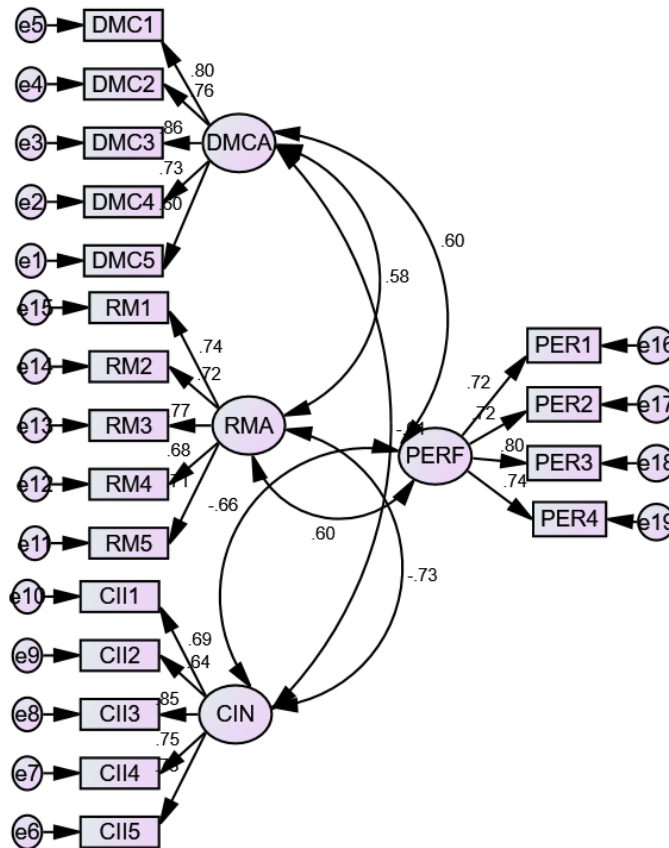 e5
DMC1
.80
e4
DMC2
.76
e3
DMC3
.86
DMCA
e2
DMC4
.73
e1
DMC5
.60
.58
e15
RM1
.74
e14
RM2
.72
e13
RM3
.77
RMA
e12
RM4
.68
e11
RM5
.71
PER1
e16
.72
PER2
e17
.72
PERF
PER3
e18
.80
PER4
e19
.74
-.66
.60
-.73
e10
CII1
.69
e9
CII2
.64
e8
CII3
.85
CIN
e7
CII4
.75
e6
CII5